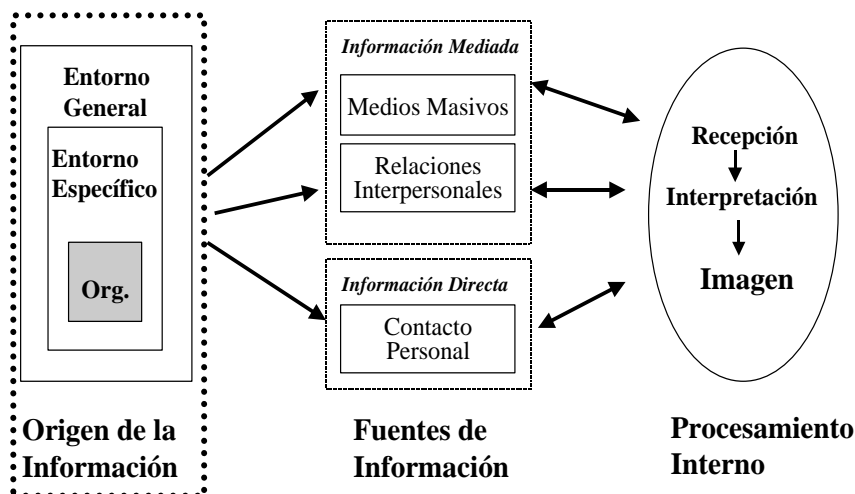 Entorno
General
Entorno
Específico
Org.
Origen de la
Información
Información Mediada
Medios Masivos
Relaciones
Interpersonales
Información Directa
Contacto
Personal
Fuentes de
Información
Recepción
Interpretación
Imagen
Procesamiento
Interno